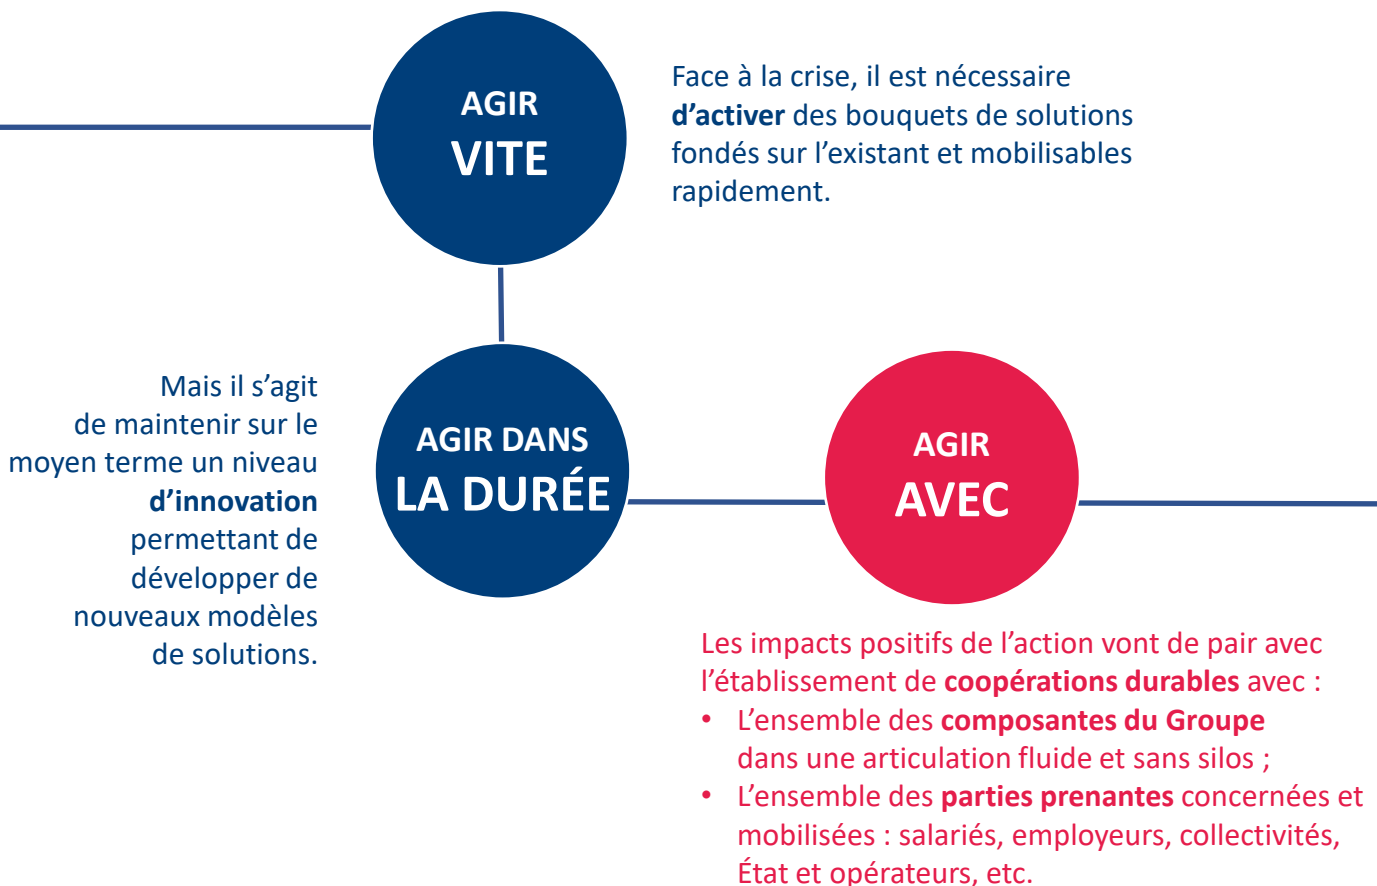 AGIR
VITE
Face à la crise, il est nécessaire
d’activer des bouquets de solutions
fondés sur l’existant et mobilisables
rapidement.
Mais il s’agit
de maintenir sur le
moyen terme un niveau
d’innovation
permettant de
développer de
nouveaux modèles
de solutions.
AGIR DANS
LA DURÉE
AGIR
AVEC
Les impacts positifs de l’action vont de pair avec
l’établissement de coopérations durables avec :
• L’ensemble des composantes du Groupe
dans une articulation fluide et sans silos ;
• L’ensemble des parties prenantes concernées et
mobilisées : salariés, employeurs, collectivités,
État et opérateurs, etc.